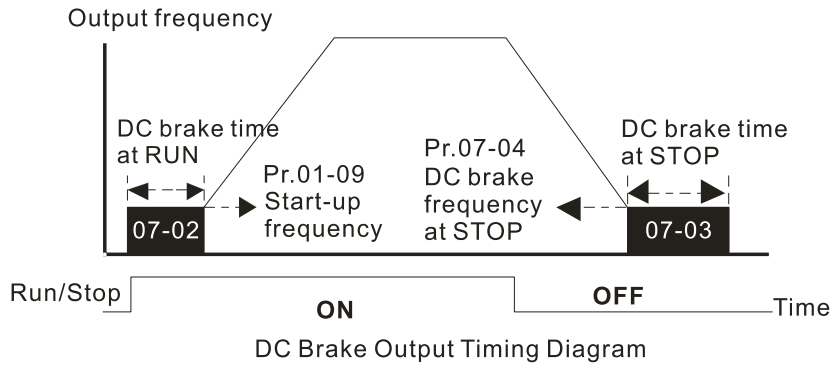 Output frequency
DC brake time
at RUN
DC brake time
at STOP
Pr.01-09
Start-up
frequency
Pr.07-04
DC brake
frequency
at STOP
07-02
07-03
Run/Stop
ON
OFF
Time
DC Brake Output Timing Diagram